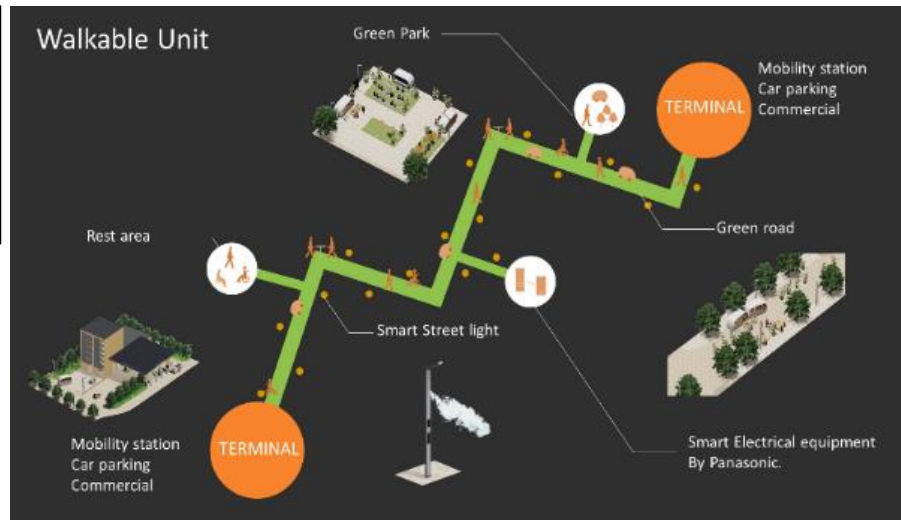 Walkable Unit
Green Park
Mobility station
Car parking
Commercial
TERMINAL
Green road
Rest area
Smart Street light
TERMINAL
Mobility station
Car parking
Commercial
Smart Electrical equipment
By Panasonic.